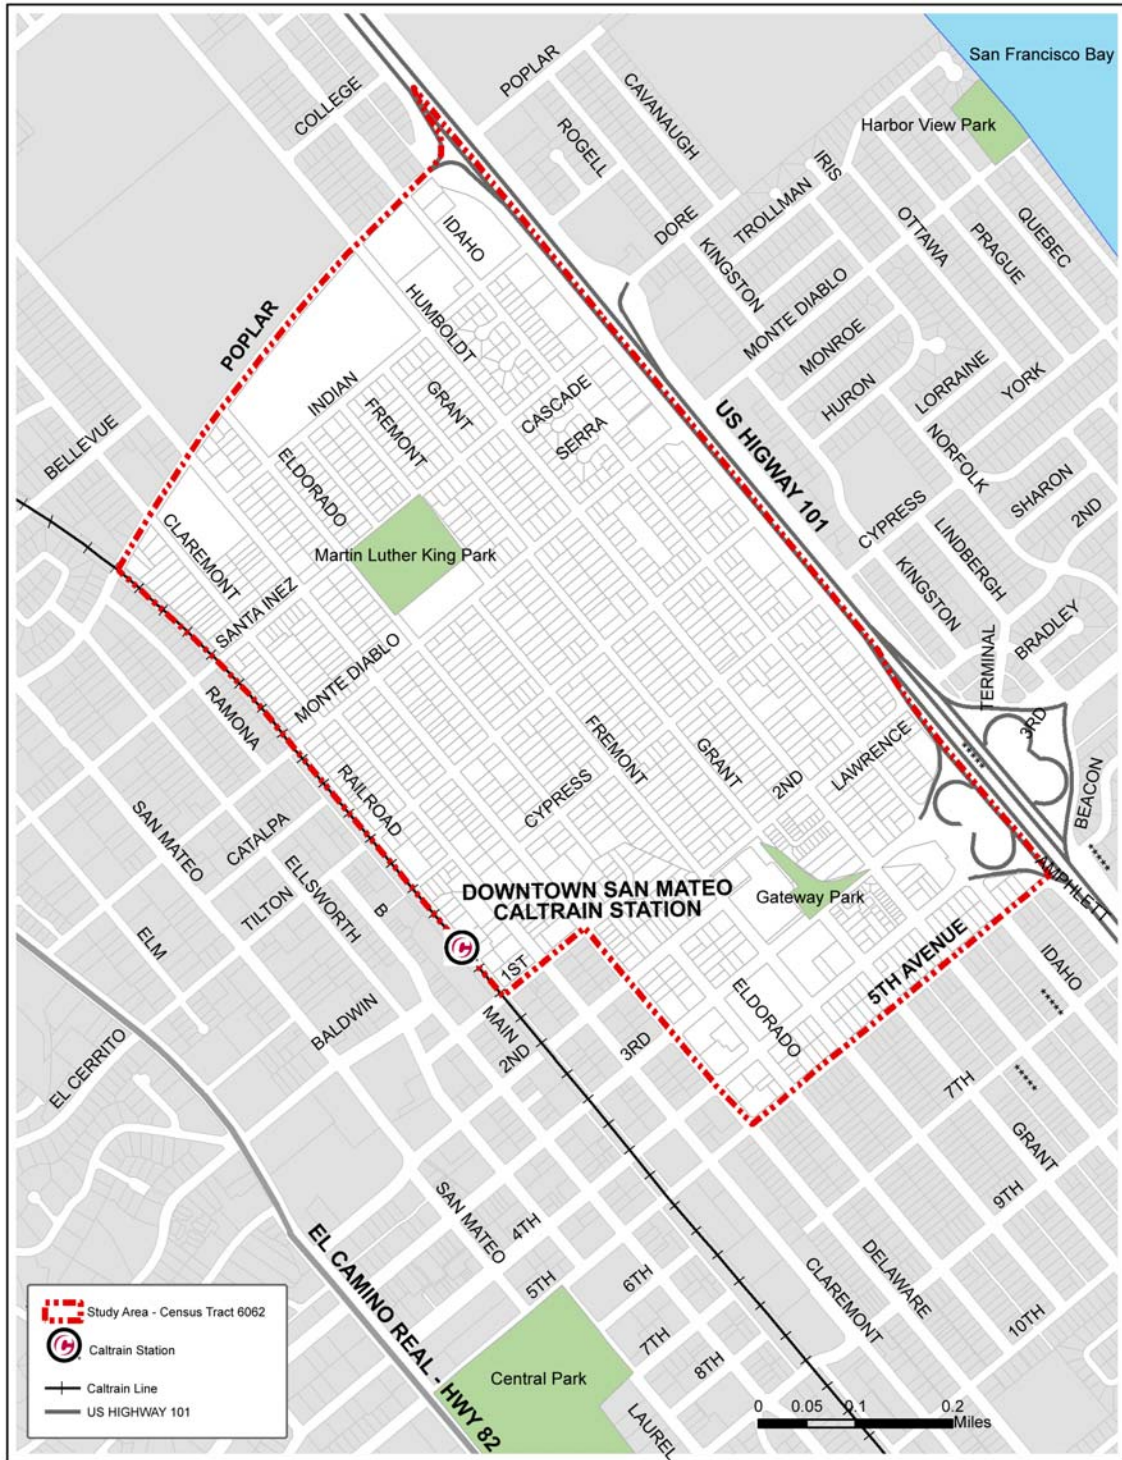 San Francisco Bay
POPLAR
CAVANAUGH
COLLEGE
Harbor View Park
ROGELL
IRIS
TROLLMAN
DORE
OTTAWA
PRAGUE
QUEBEC
IDAHO
KINGSTON
MONTE DIABLO
HUMBOLDT
POPLAR
MONROE
LORRAINE
YORK
HURON
INDIAN
GRANT
CASCADE
FREMONT
SERRA
US HIGWAY 101
BELLEVUE
NORFOLK
ELDORADO
SHARON
2ND
CYPRESS
LINDBERGH
CLAREMONT
Martin Luther King Park
KINGSTON
SANTA INEZ
BRADLEY
MONTE DIABLO
TERMINAL
RAMONA
3RD
FREMONT
GRANT
LAWRENCE
2ND
RAILROAD
CYPRESS
BEACON
SAN MATEO
CATALPA
*****
*****
ELLSWORTH
TILTON
B
DOWNTOWN SAN MATEO
CALTRAIN STATION
Gateway Park
AMPHLETT
ELM
C
1ST
5TH AVENUE
IDAHO
ELDORADO
*****
BALDWIN
MAIN
2ND
3RD
EL CERRITO
7TH
*****
GRANT
9TH
SAN MATEO
4TH
DELAWARE
EL CAMINO REAL - HWY 82
5TH
6TH
CLAREMONT
10TH
7TH
8TH
Central Park
LAUREL
Study Area - Census Tract 6062
C
Caltrain Station
Caltrain Line
US HIGHWAY 101
0 0.05 0.1 0.2
Miles